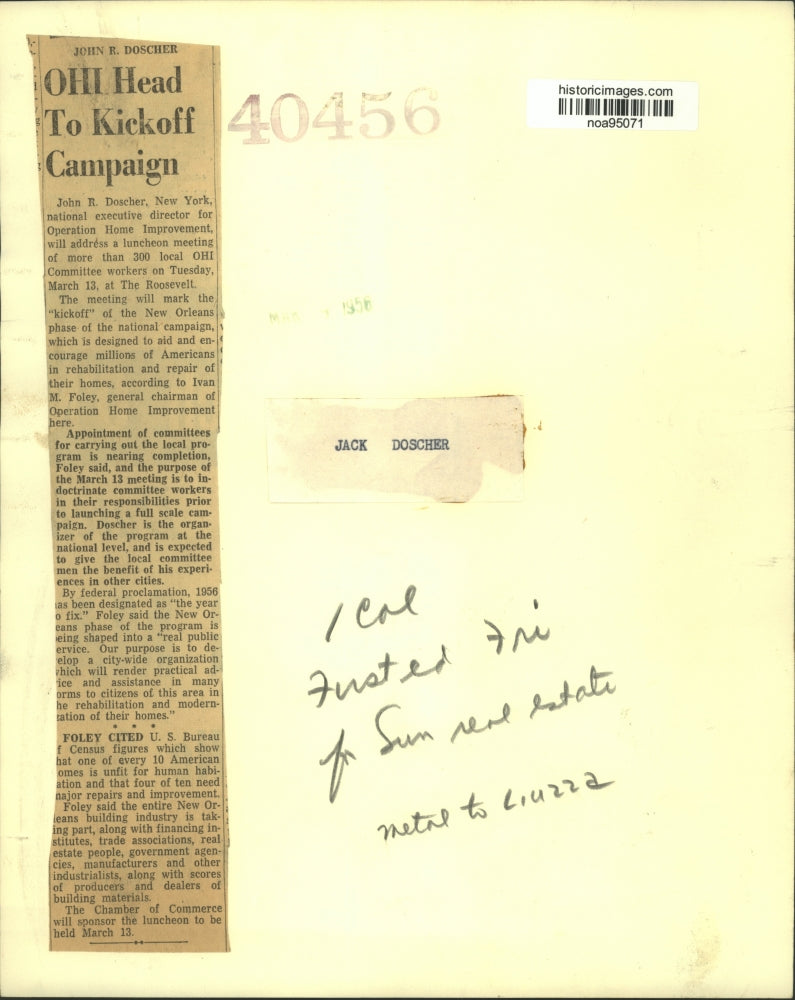 JOHN R. DOSCHER
OHI Head
To Kickoff
Campaign
John R. Doscher, New York,
national executive director for
Operation Home Improvement,
will address a luncheon meeting
of more than 300 local OHI
Committee workers on Tuesday,
March 13, at The Roosevelt.
The meeting will mark the
"kickoff" of the New Orleans
phase of the national campaign,
which is designed to aid and en-
courage millions of Americans
in rehabilitation and repair of
their homes, according to Ivan
M. Foley, general chairman of
Operation Home Improvement
here.
Appointment of committees
for carrying out the local pro-
gram is nearing completion,
Foley said, and the purpose of
the March 13 meeting is to in-
doctrinate committee workers
in their responsibilities prior
to launching a full scale cam-
paign. Doscher is the organ-
izer of the program at the
national level, and is expected
to give the local committee
men the benefit of his experi-
ences in other cities.
By federal proclamation, 1956
as been designated as "the year
o fix." Foley said the New Or-
eans phase of the program is
eing shaped into a "real public
ervice. Our purpose is to de-
elop a city-wide organization
hich will render practical ad-
ice and assistance in many
orms to citizens of this area in
he rehabilitation and modern-
zation of their homes."
* * *
FOLEY CITED U. S. Bureau
f Census figures which show
hat one of every 10 American
omes is unfit for human habi-
ation and that four of ten need
major repairs and improvement.
Foley said the entire New Or-
leans building industry is tak-
ing part, along with financing in-
stitutes, trade associations, real
estate people, government agen-
cies, manufacturers and other
industrialists, along with scores
of producers and dealers of
building materials.
The Chamber of Commerce
will sponsor the luncheon to be
held March 13.
40456
historicimages.com
noa95071
1956
JACK DOSCHER
1 Col
Fri
for Sun real estate
metal to Liuzza